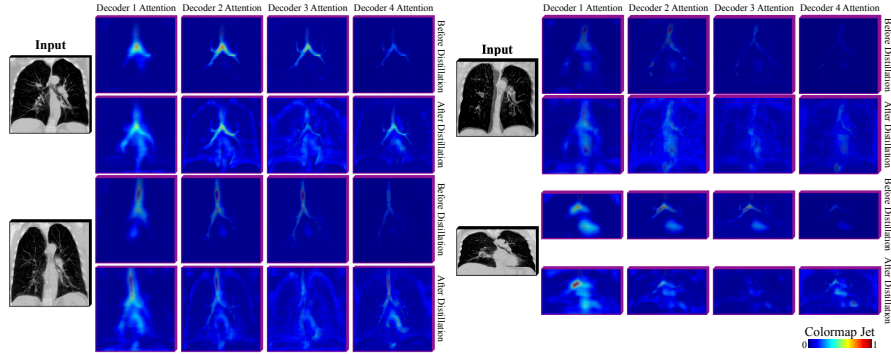 Decoder 1 Attention Decoder 2 Attention Decoder 3 Attention Decoder 4 Attention
Input
Before Distillation
After Distillation
Before Distillation
After Distillation
Decoder 1 Attention Decoder 2 Attention Decoder 3 Attention Decoder 4 Attention
Input
Before Distillation
After Distillation
Before Distillation
After Distillation
Colormap Jet
0 1